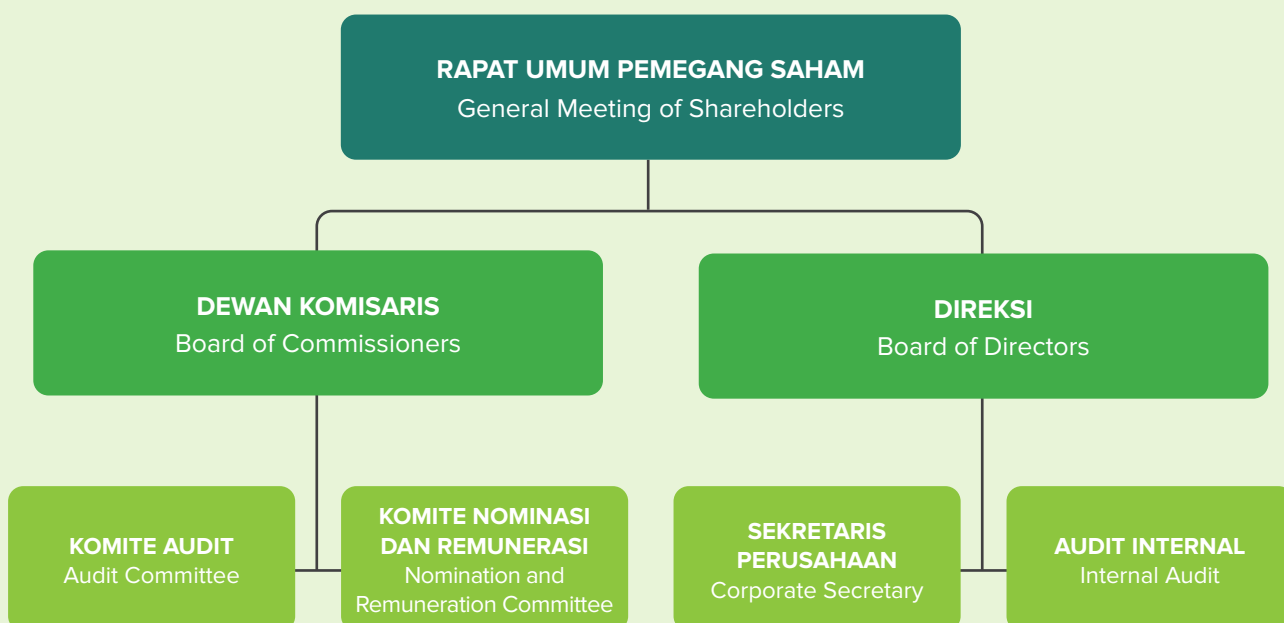 RAPAT UMUM PEMEGANG SAHAM
General Meeting of Shareholders
DEWAN KOMISARIS
Board of Commissioners
DIREKSI
Board of Directors
KOMITE AUDIT
Audit Committee
KOMITE NOMINASI
DAN REMUNERASI
Nomination and
Remuneration Committee
SEKRETARIS
PERUSAHAAN
Corporate Secretary
AUDIT INTERNAL
Internal Audit